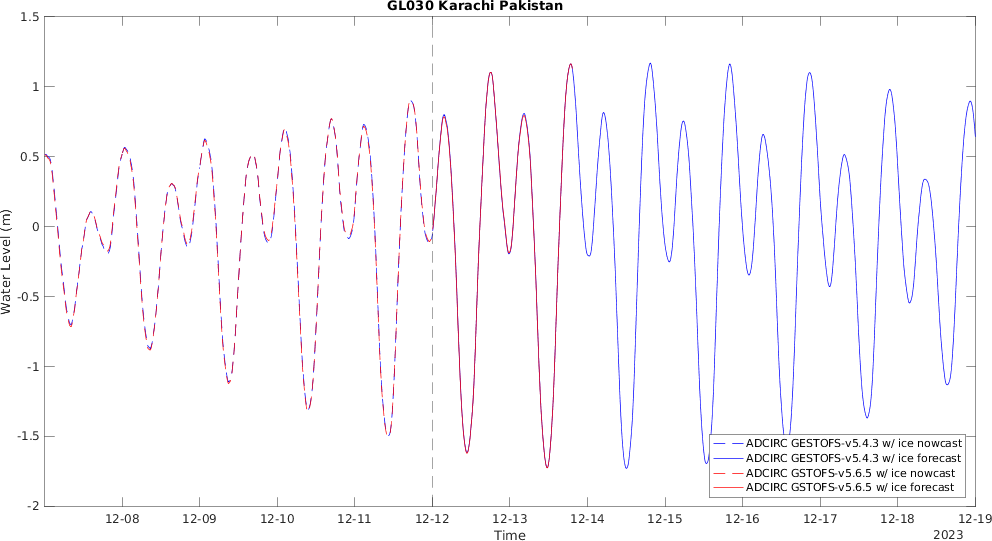 GL030 Karachi Pakistan
1.5
1
0.5
0
-0.5
-1
-1.5
-2
Water Level (m)
12-08 12-09 12-10 12-11 12-12 12-13 12-14 12-15 12-16 12-17 12-18 12-19
Time
2023
ADCIRC GESTOFS-v5.4.3 w/ ice nowcast
ADCIRC GESTOFS-v5.4.3 w/ ice forecast
ADCIRC GSTOFS-v5.6.5 w/ ice nowcast
ADCIRC GSTOFS-v5.6.5 w/ ice forecast